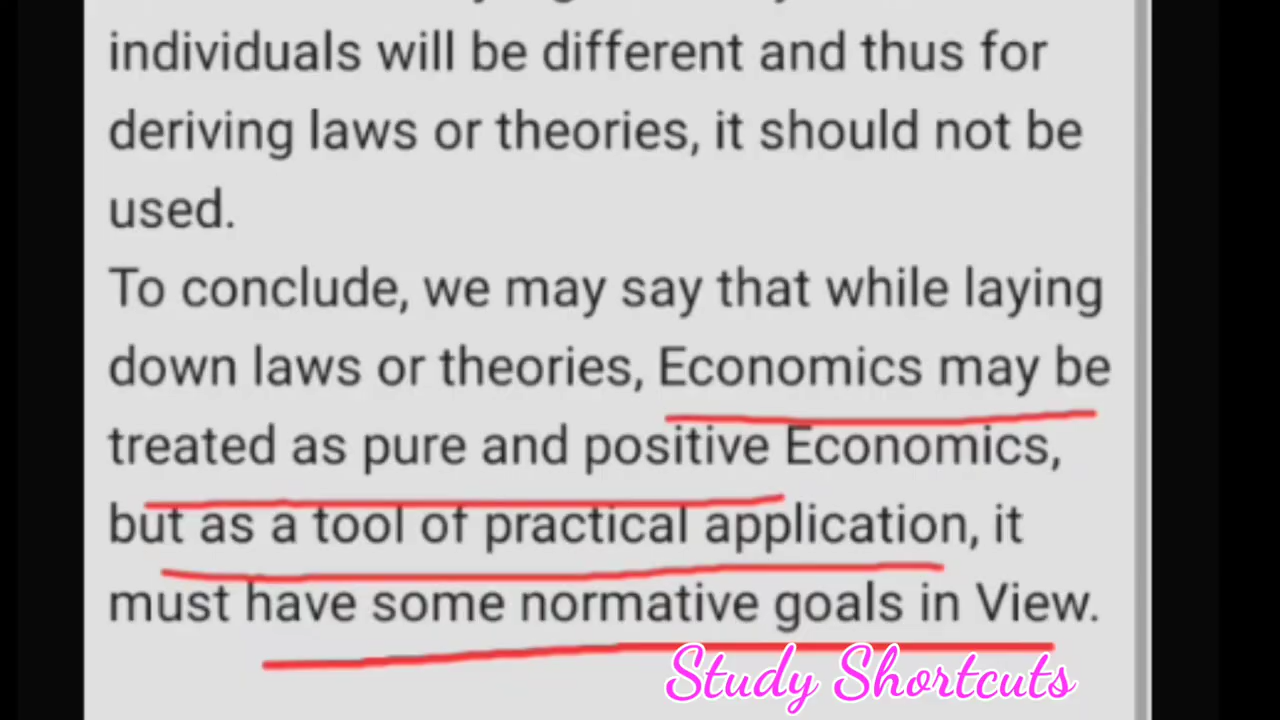 individuals will be different and thus for
deriving laws or theories, it should not be
used.
To conclude, we may say that while laying
down laws or theories, Economics may be
treated as pure and positive Economics,
but as a tool of practical application, it
must have some normative goals in View.
Study Shortcuts